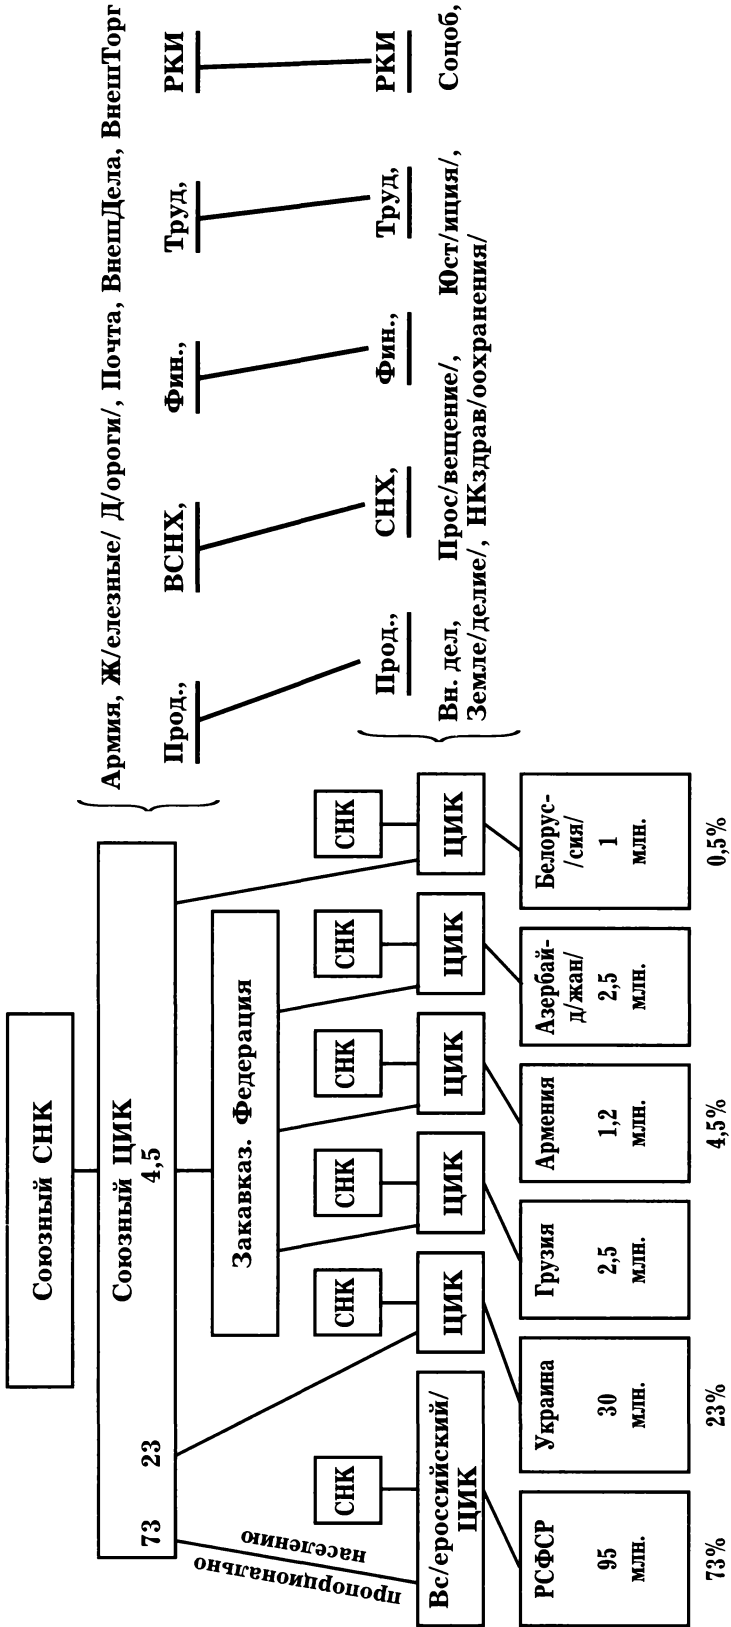 Союзный СНК
Союзный ЦИК
73
23
4,5
Закавказ. Федерация
пропорционально
населению
СНК
СНК
СНК
СНК
СНК
СНК
Вс/ероссийский/
ЦИК
ЦИК
ЦИК
ЦИК
ЦИК
ЦИК
РСФСР
95
млн.
Украина
30
млн.
Грузия
2,5
млн.
Армения
1,2
млн.
Азербай-
д/жан/
2,5
млн.
Белорус-
/сия/
1
млн.
73%
23%
4,5%
0,5%
Армия, Ж/елезные/ Д/ороги/, Почта, ВнешДела, ВнешТорг
Прод., ВСНХ, Фин., Труд, РКИ
Прод., СНХ, Фин., Труд, РКИ
Вн. дел, Прос/вещение/, Юст/иция/, Соцоб,
Земле/делие/, НКздрав/оохранения/